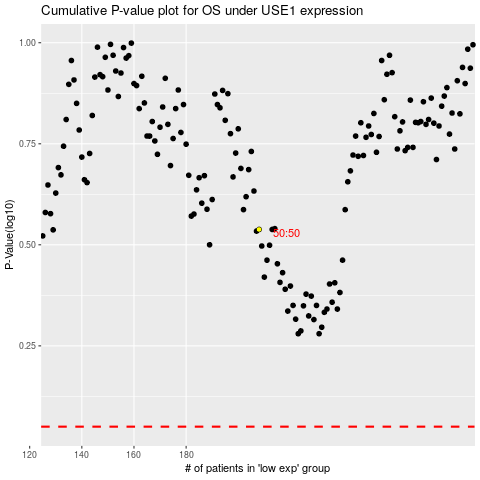 Cumulative P-value plot for OS under USE1 expression
1.00
0.75
0.50
0.25
P-Value(log10)
50:50
120 140 160 180
# of patients in 'low exp' group